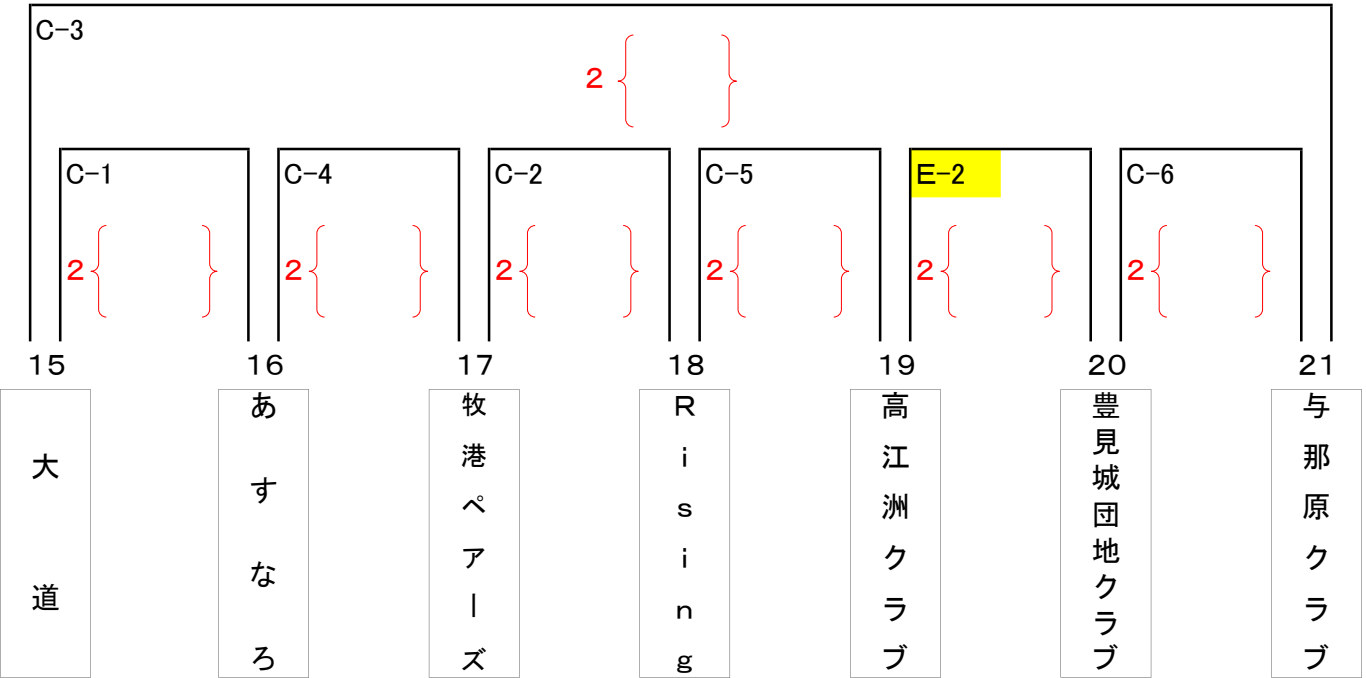 C-3
2
C-1
C-4
C-2
C-5
E-2
C-6
2
2
2
2
2
2
15
16
17
18
19
20
21
大道
あすなろ
牧港ペアーズ
Rising
高江洲クラブ
豊見城団地クラブ
与那原クラブ